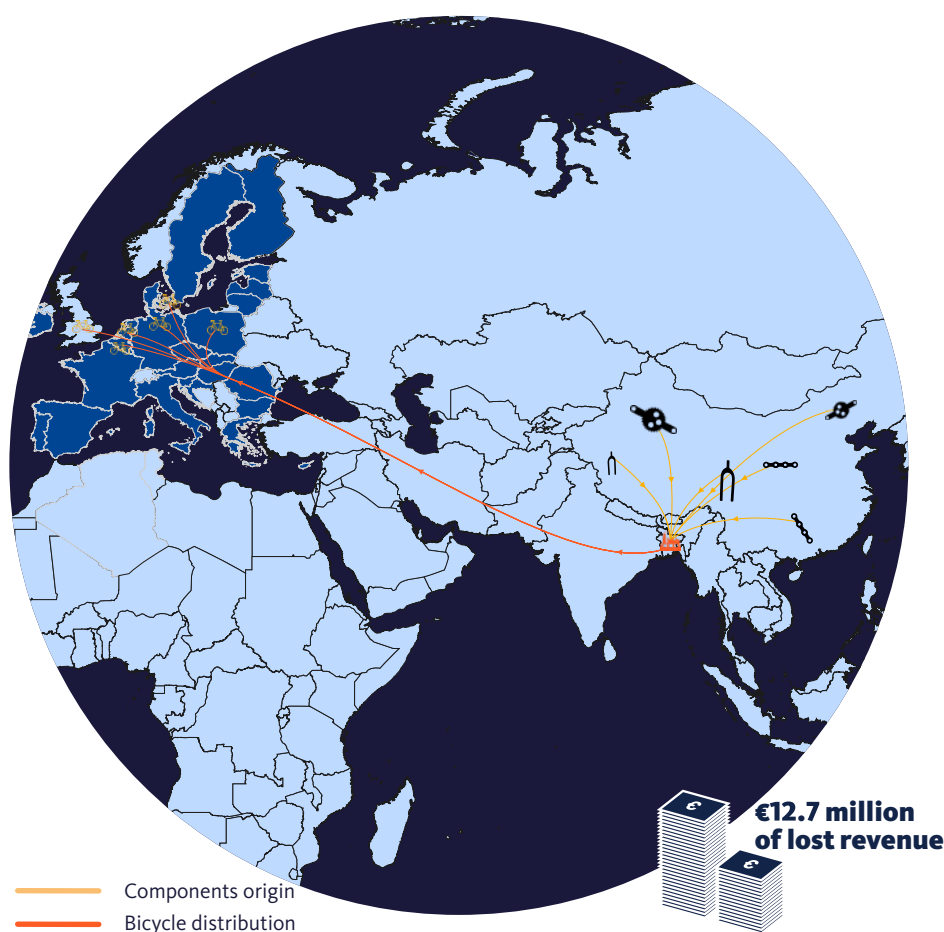 €12.7 million
of lost revenue
€
€
Components origin
Bicycle distribution